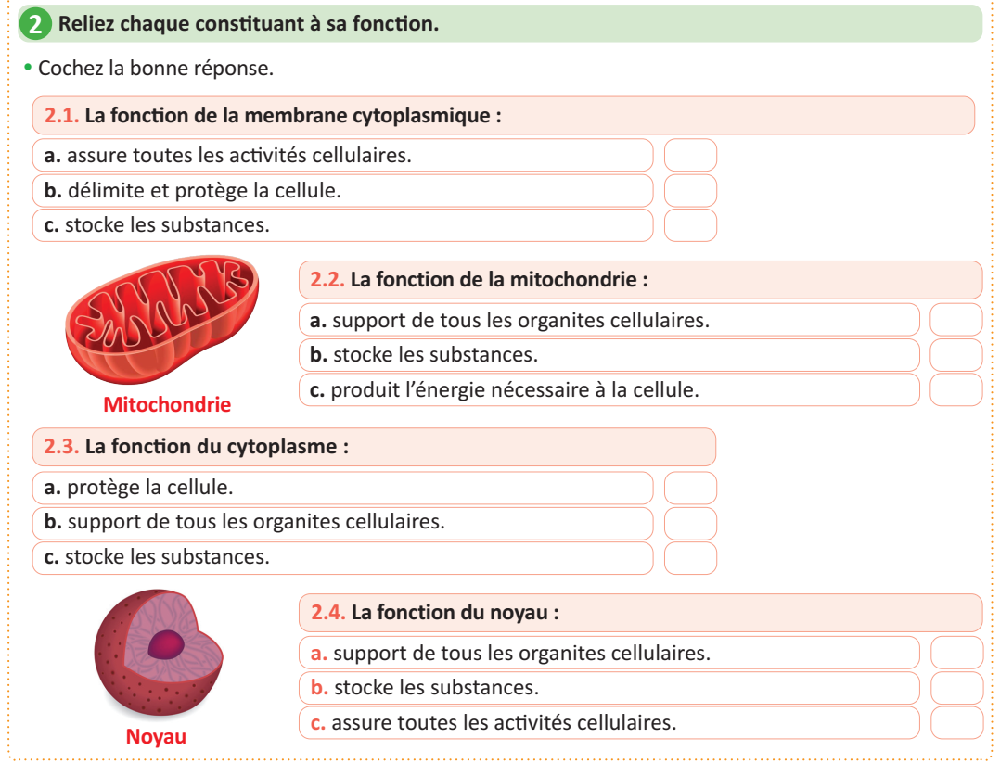 2 Reliez chaque constituant à sa fonction.
• Cochez la bonne réponse.
2.1. La fonction de la membrane cytoplasmique :
a. assure toutes les activités cellulaires.
b. délimite et protège la cellule.
c. stocke les substances.
2.2. La fonction de la mitochondrie :
a. support de tous les organites cellulaires.
b. stocke les substances.
c. produit l’énergie nécessaire à la cellule.
Mitochondrie
2.3. La fonction du cytoplasme :
a. protège la cellule.
b. support de tous les organites cellulaires.
c. stocke les substances.
2.4. La fonction du noyau :
a. support de tous les organites cellulaires.
b. stocke les substances.
c. assure toutes les activités cellulaires.
Noyau